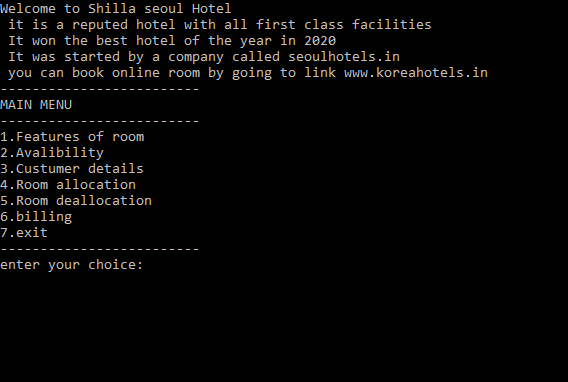 Welcome to Shilla seoul Hotel
it is a reputed hotel with all first class facilities
It won the best hotel of the year in 2020
It was started by a company called seoulhotels.in
you can book online room by going to link www.koreahotels.in
-------------------------
MAIN MENU
-------------------------
1.Features of room
2.Avalibility
3.Custumer details
4.Room allocation
5.Room deallocation
6.billing
7.exit
-------------------------
enter your choice: